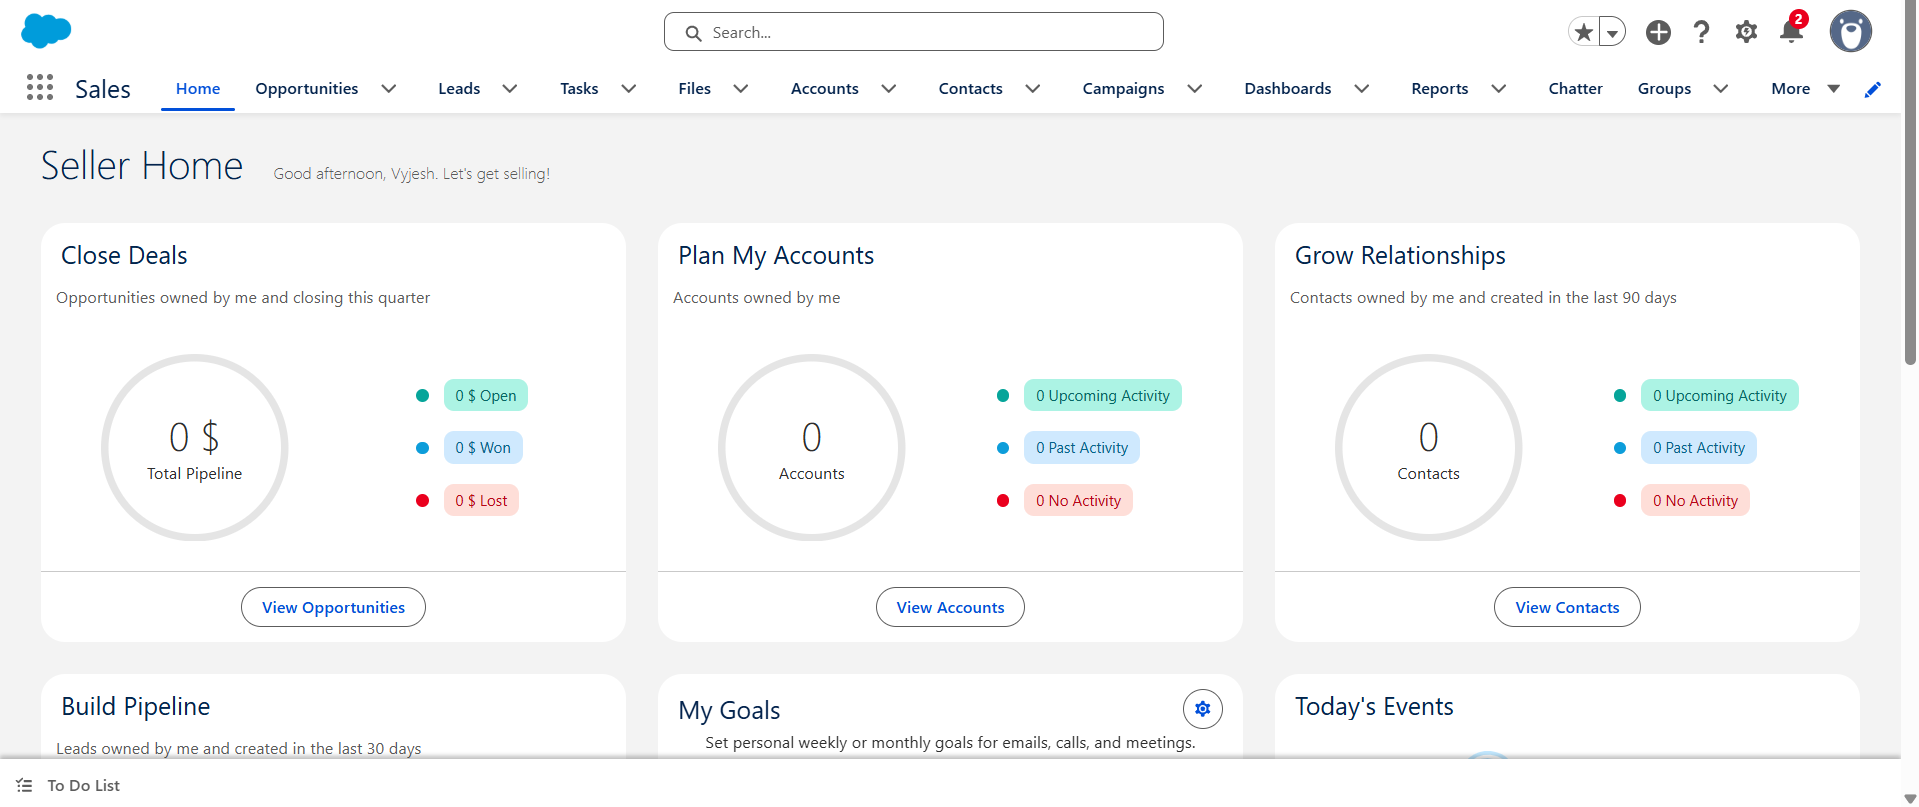 Search...
2
Sales
Home
Opportunities
Leads
Tasks
Files
Accounts
Contacts
Campaigns
Dashboards
Reports
Chatter
Groups
More
Seller Home
Good afternoon, Vyjesh. Let's get selling!
Close Deals
Opportunities owned by me and closing this quarter
0 $
Total Pipeline
0 $ Open
0 $ Won
0 $ Lost
View Opportunities
Plan My Accounts
Accounts owned by me
0
Accounts
0 Upcoming Activity
0 Past Activity
0 No Activity
View Accounts
Grow Relationships
Contacts owned by me and created in the last 90 days
0
Contacts
0 Upcoming Activity
0 Past Activity
0 No Activity
View Contacts
Build Pipeline
Leads owned by me and created in the last 30 days
My Goals
Set personal weekly or monthly goals for emails, calls, and meetings.
Today's Events
To Do List